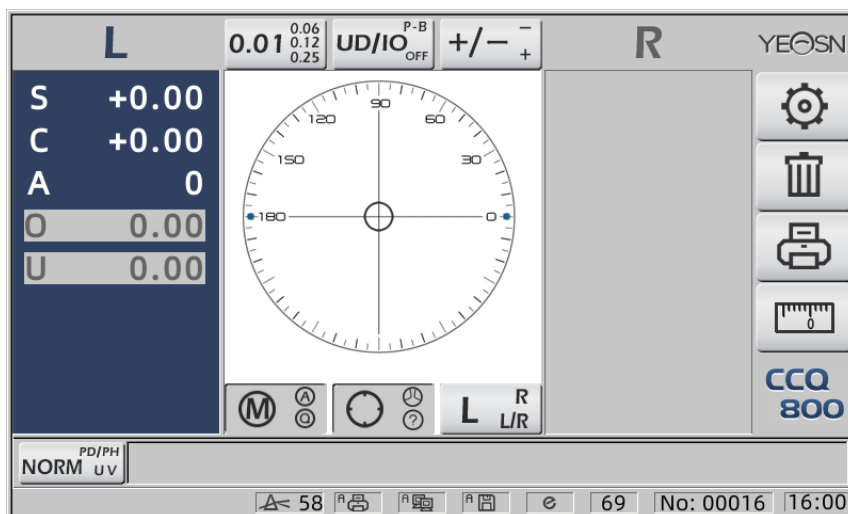 L
0.01 0.06 0.12 0.25
UD/IO P-B OFF
+/− − +
R
YEOSN
S +0.00
C +0.00
A 0
O 0.00
U 0.00
90
120 60
150 30
180 0
0
CCQ
800
M A Q
?
L R L/R
NORM PD/PH UV
58
A
A
A
e
69
No: 00016
16:00